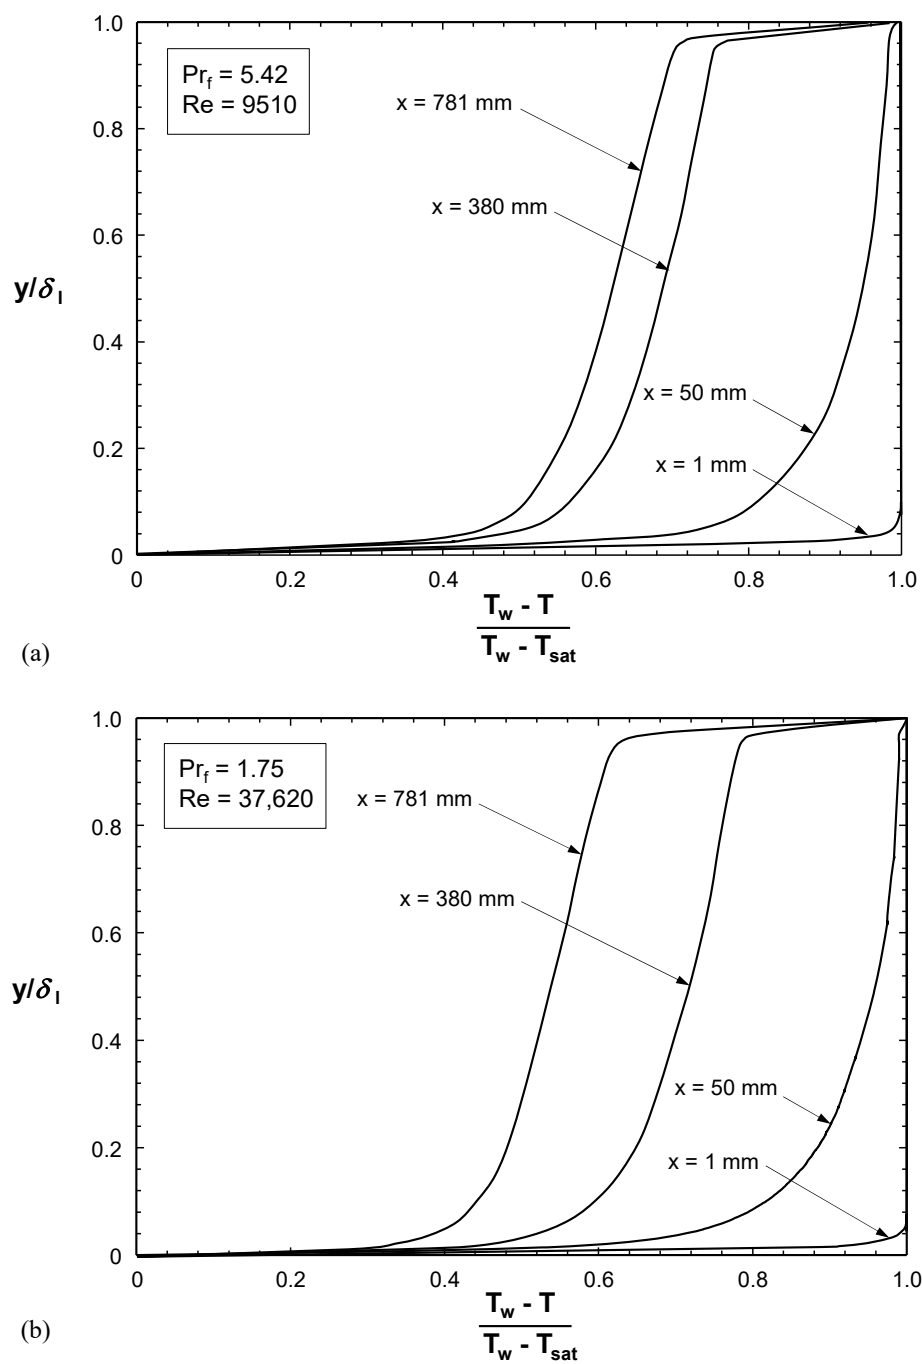 1.0
Pr_f = 5.42
Re = 9510
0.8
x = 781 mm
x = 380 mm
0.6
y/δ_l
0.4
x = 50 mm
0.2
x = 1 mm
0
0 0.2 0.4 0.6 0.8 1.0
T_w - T
T_w - T_sat
(a)
1.0
Pr_f = 1.75
Re = 37,620
x = 781 mm
0.8
x = 380 mm
0.6
y/δ_l
0.4
x = 50 mm
0.2
x = 1 mm
0
0 0.2 0.4 0.6 0.8 1.0
T_w - T
T_w - T_sat
(b)